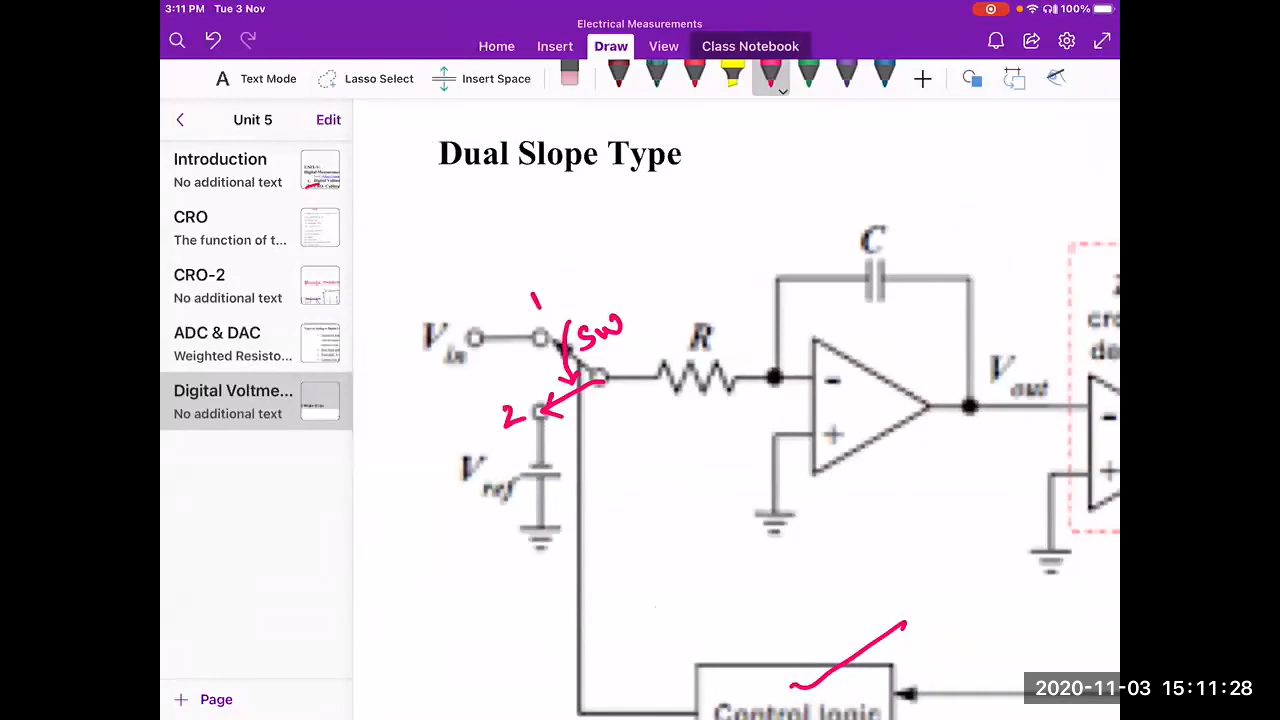 3:11 PM Tue 3 Nov
100%
Electrical Measurements
Home Insert Draw View Class Notebook
Text Mode Lasso Select Insert Space
Unit 5 Edit
Introduction
No additional text
CRO
The function of t...
CRO-2
No additional text
ADC & DAC
Weighted Resisto...
Digital Voltme...
No additional text
+ Page
Dual Slope Type
C
1
SW
Vin
R
-
+
Vout
2
Vref
cro
de
-
+
Control logic
2020-11-03 15:11:28